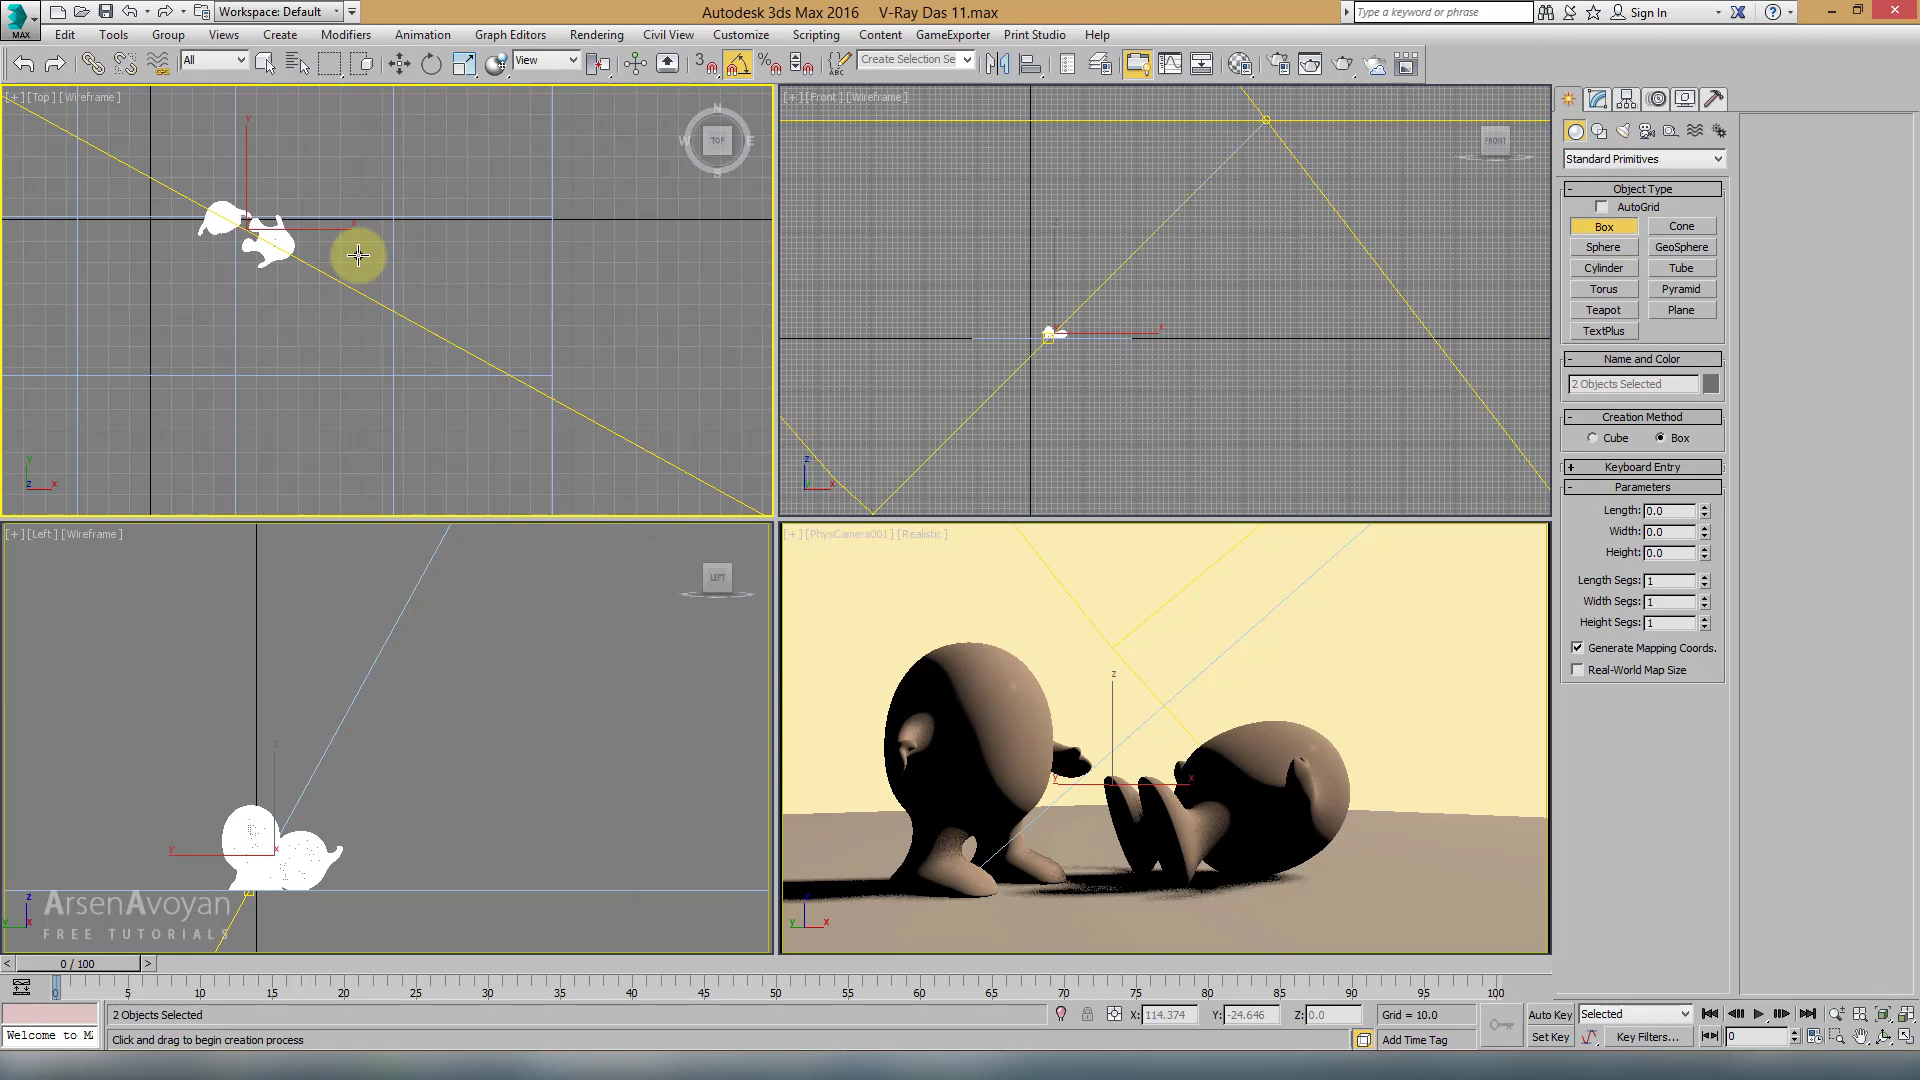 Workspace: Default
Autodesk 3ds Max 2016 V-Ray Das 11.max
Type a keyword or phrase
Sign In
MAX
Edit Tools Group Views Create Modifiers Animation Graph Editors Rendering Civil View Customize Scripting Content GameExporter Print Studio Help
All
View
Create Selection Se
[+] [Top] [Wireframe]
[+] [Front] [Wireframe]
N
W TOP E
S
FRONT
y
x
x
y
z x
z
y x
[+] [Left] [Wireframe]
[+] [PhysCamera001] [Realistic]
LEFT
z
y x
z
y x
z
y x
z
y x
ArsenAvoyan
FREE TUTORIALS
Standard Primitives
- Object Type
AutoGrid
Box Cone
Sphere GeoSphere
Cylinder Tube
Torus Pyramid
Teapot Plane
TextPlus
- Name and Color
2 Objects Selected
- Creation Method
Cube Box
+ Keyboard Entry
- Parameters
Length: 0.0
Width: 0.0
Height: 0.0
Length Segs: 1
Width Segs: 1
Height Segs: 1
Generate Mapping Coords.
Real-World Map Size
< 0 / 100 >
0 5 10 15 20 25 30 35 40 45 50 55 60 65 70 75 80 85 90 95 100
2 Objects Selected
X: 114.374 Y: -24.646 Z: 0.0
Grid = 10.0
Auto Key Selected
Welcome to M
Click and drag to begin creation process
Add Time Tag
Set Key Key Filters...
0